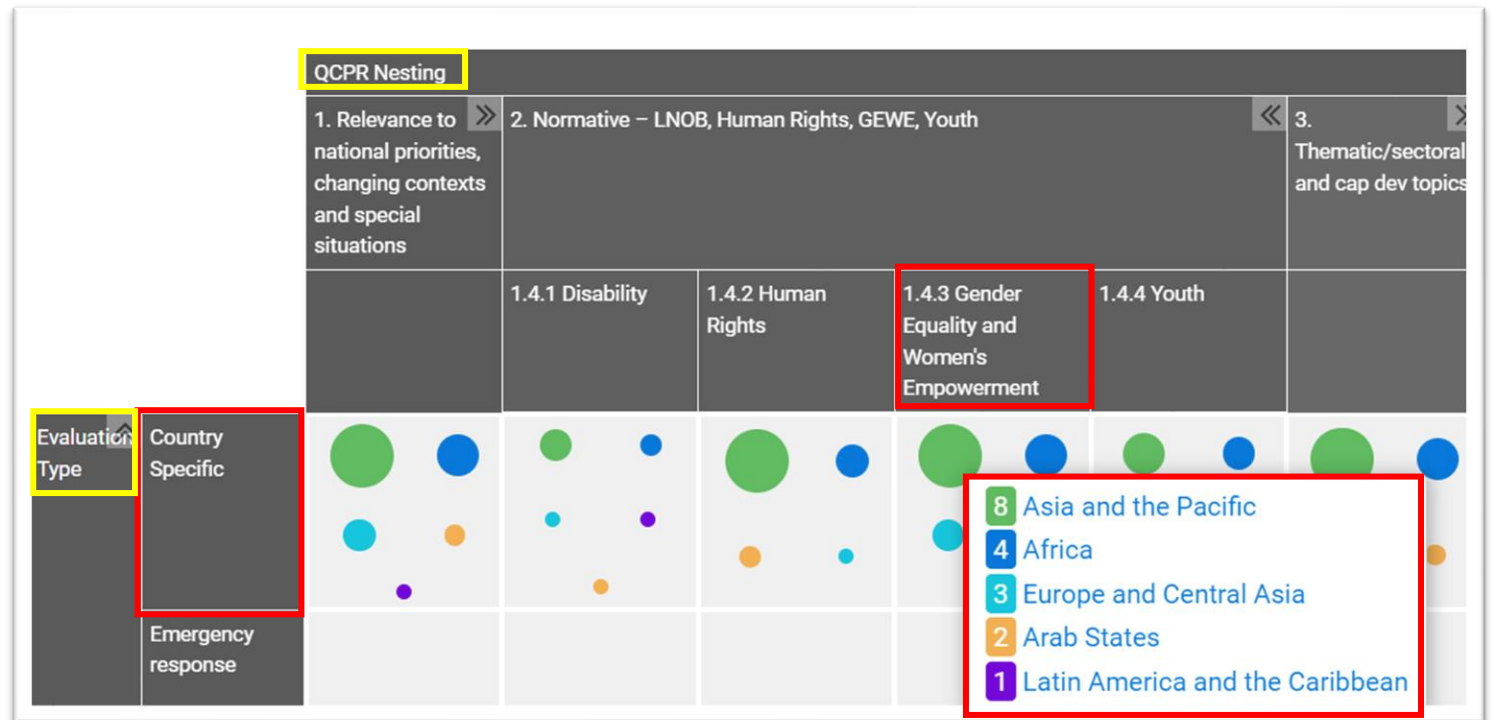 QCPR Nesting
1. Relevance to
national priorities,
changing contexts
and special
situations
2. Normative – LNOB, Human Rights, GEWE, Youth
3.
Thematic/sectoral
and cap dev topics
1.4.1 Disability
1.4.2 Human
Rights
1.4.3 Gender
Equality and
Women's
Empowerment
1.4.4 Youth
Evaluation
Type
Country
Specific
8 Asia and the Pacific
4 Africa
3 Europe and Central Asia
2 Arab States
1 Latin America and the Caribbean
Emergency
response